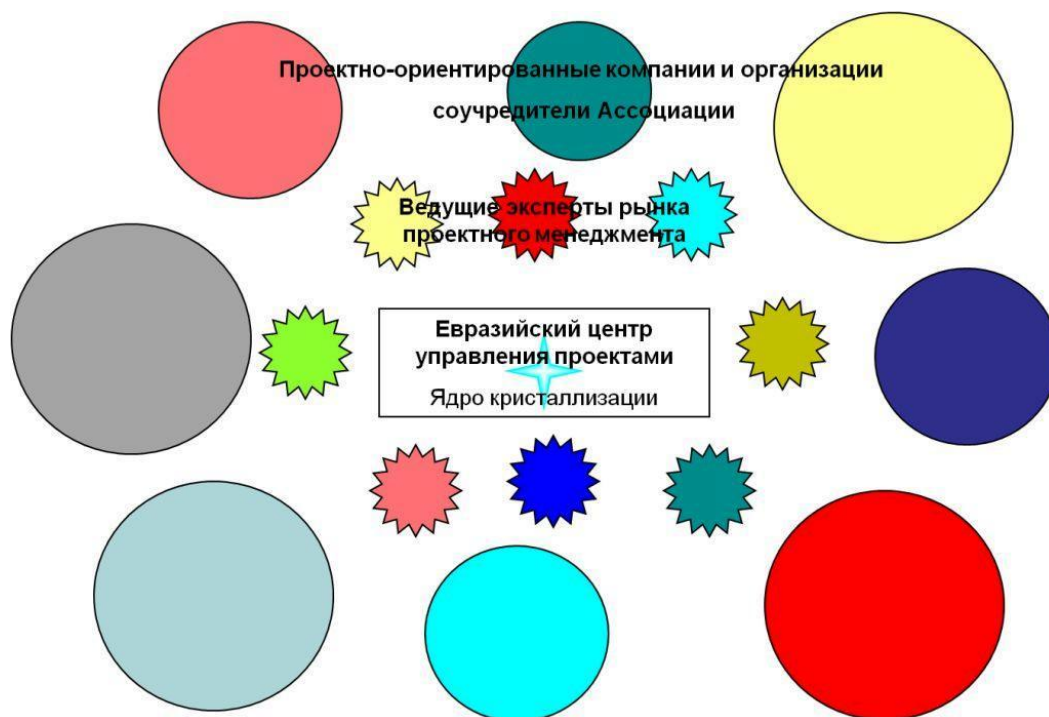 Проектно-ориентированные компании и организации
соучредители Ассоциации
Ведущие эксперты рынка
проектного менеджмента
Евразийский центр
управления проектами
Ядро кристаллизации